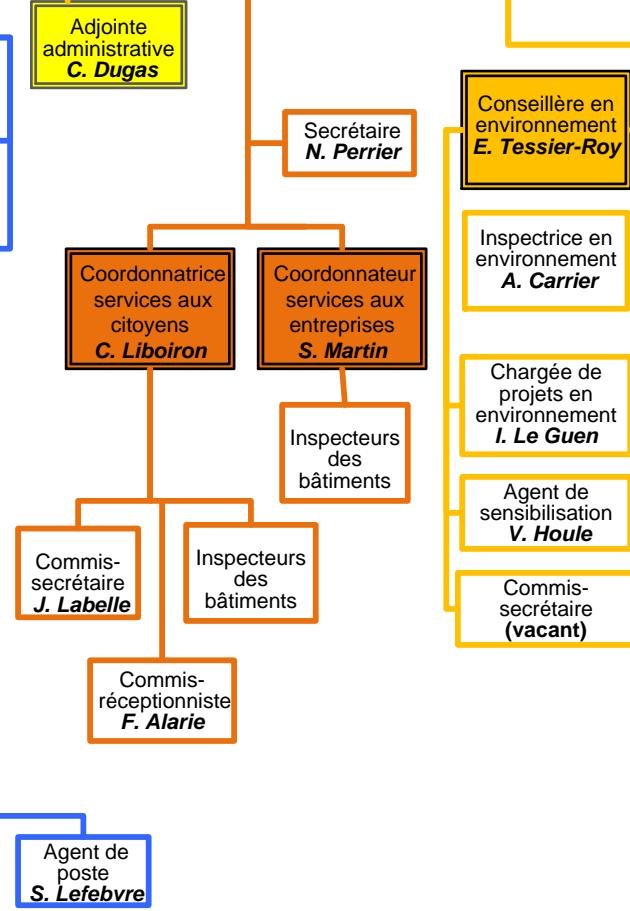 Adjointe
administrative
C. Dugas
Secrétaire
N. Perrier
Conseillère en
environnement
E. Tessier-Roy
Inspectrice en
environnement
A. Carrier
Coordonnatrice
services aux
citoyens
C. Liboiron
Coordonnateur
services aux
entreprises
S. Martin
Chargée de
projets en
environnement
I. Le Guen
Inspecteurs
des
bâtiments
Agent de
sensibilisation
V. Houle
Commis-
secrétaire
J. Labelle
Inspecteurs
des
bâtiments
Commis-
secrétaire
(vacant)
Commis-
réceptionniste
F. Alarie
Agent de
poste
S. Lefebvre